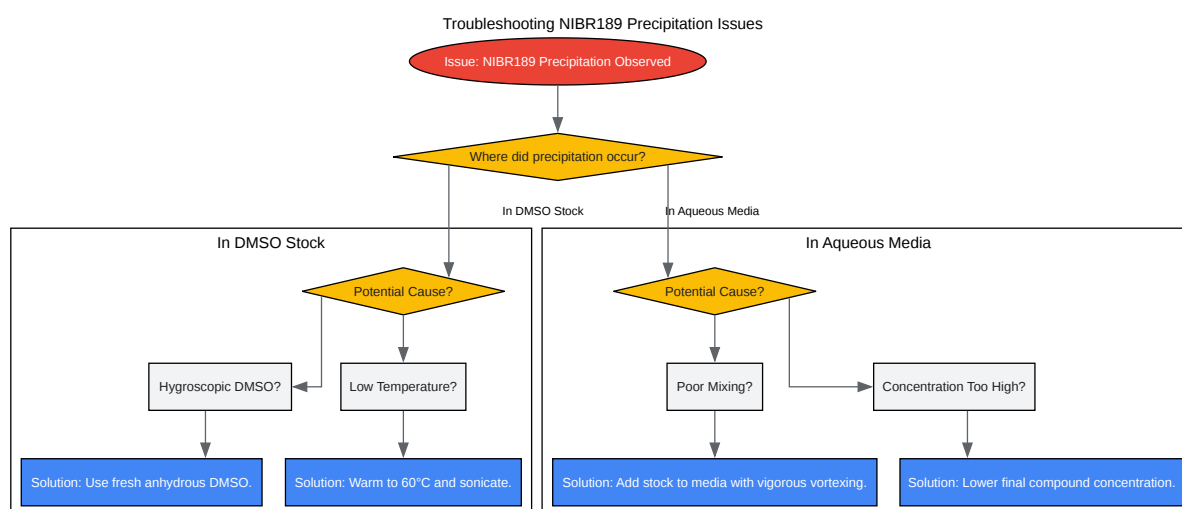 Troubleshooting NIBR189 Precipitation Issues
Issue: NIBR189 Precipitation Observed
Where did precipitation occur?
In DMSO Stock
In Aqueous Media
In DMSO Stock
In Aqueous Media
Potential Cause?
Potential Cause?
Hygroscopic DMSO?
Low Temperature?
Poor Mixing?
Concentration Too High?
Solution: Use fresh anhydrous DMSO.
Solution: Warm to 60°C and sonicate.
Solution: Add stock to media with vigorous vortexing.
Solution: Lower final compound concentration.